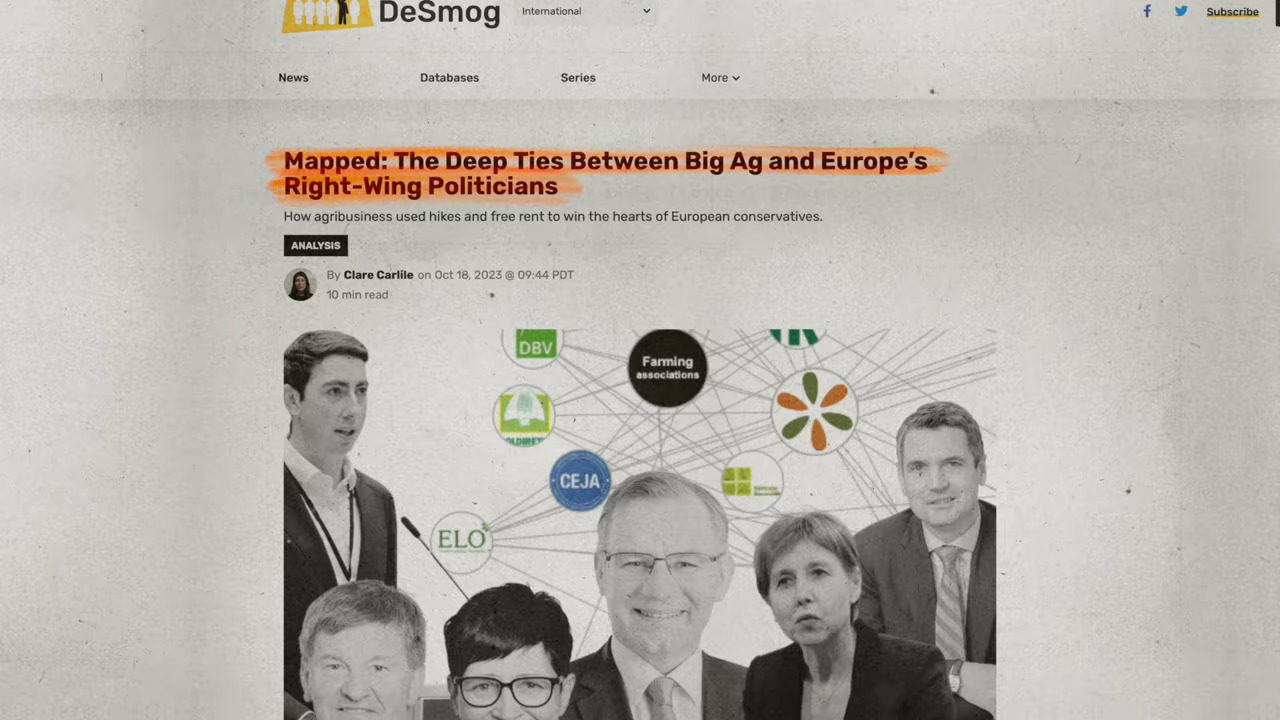 DeSmog
International
Subscribe
News
Databases
Series
More
Mapped: The Deep Ties Between Big Ag and Europe’s
Right-Wing Politicians
How agribusiness used hikes and free rent to win the hearts of European conservatives.
ANALYSIS
By Clare Carlile on Oct 18, 2023 @ 09:44 PDT
10 min read
DBV
Farming
associations
CEJA
ELO